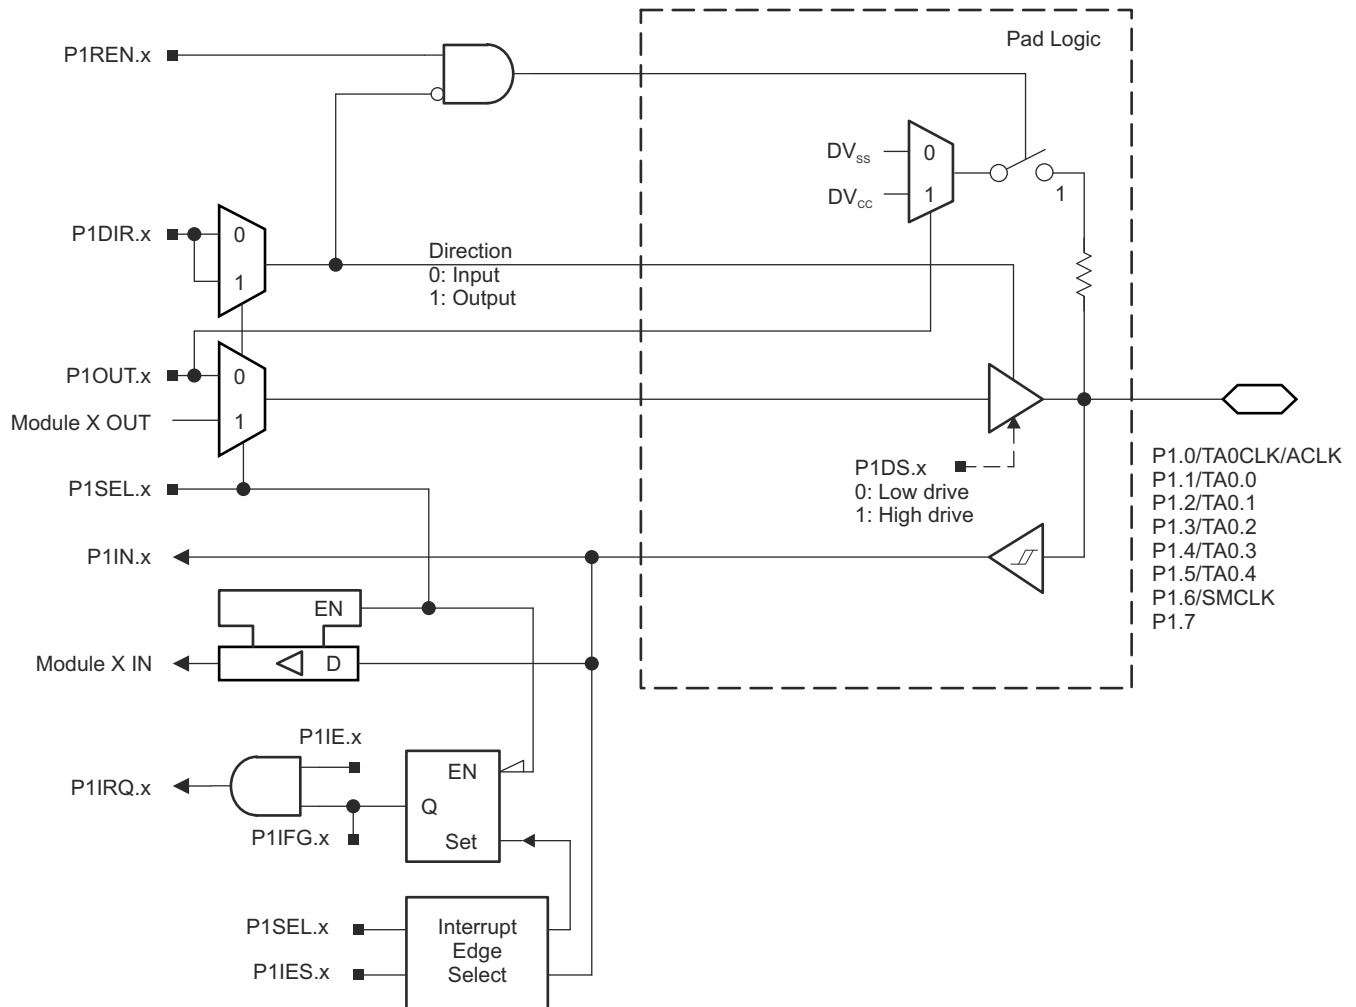 Pad Logic
P1REN.x
DVSS
0
DVCC
1
1
P1DIR.x
0
1
Direction
0: Input
1: Output
P1OUT.x
0
Module X OUT
1
P1SEL.x
P1DS.x
0: Low drive
1: High drive
P1.0/TA0CLK/ACLK
P1.1/TA0.0
P1.2/TA0.1
P1.3/TA0.2
P1.4/TA0.3
P1.5/TA0.4
P1.6/SMCLK
P1.7
P1IN.x
EN
Module X IN
D
P1IE.x
P1IRQ.x
EN
Q
P1IFG.x
Set
P1SEL.x
P1IES.x
Interrupt
Edge
Select